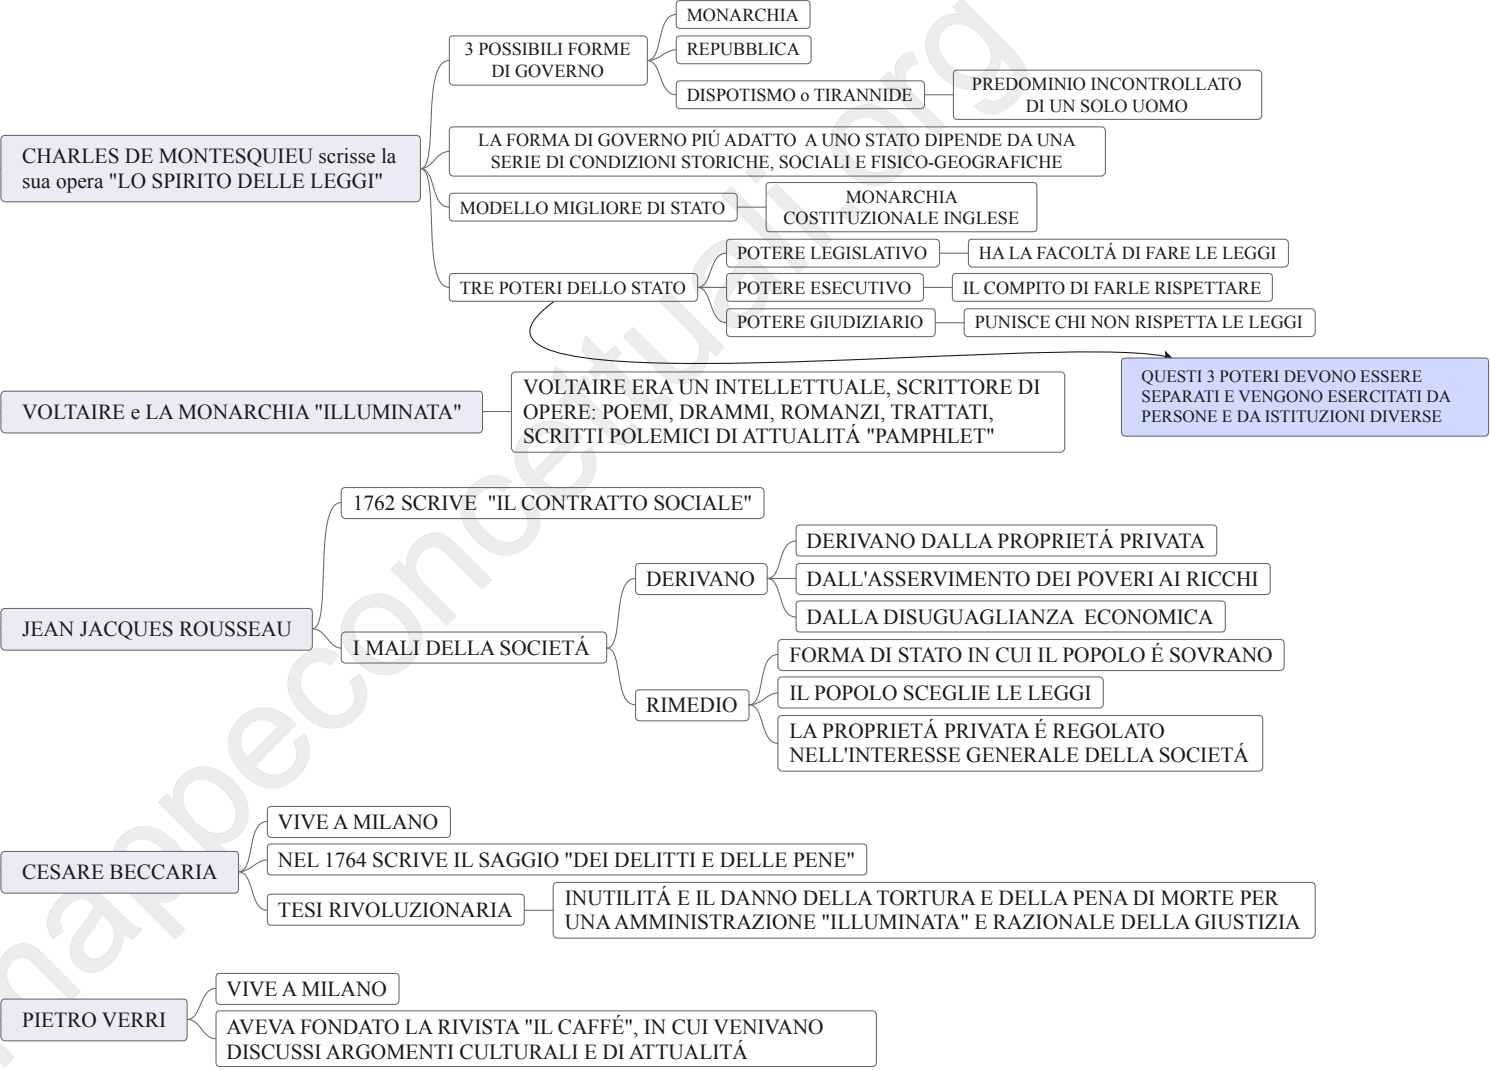 MONARCHIA
3 POSSIBILI FORME
DI GOVERNO
REPUBBLICA
DISPOTISMO o TIRANNIDE
PREDOMINIO INCONTROLLATO
DI UN SOLO UOMO
CHARLES DE MONTESQUIEU scrisse la
sua opera "LO SPIRITO DELLE LEGGI"
LA FORMA DI GOVERNO PIÚ ADATTO A UNO STATO DIPENDE DA UNA
SERIE DI CONDIZIONI STORICHE, SOCIALI E FISICO-GEOGRAFICHE
MODELLO MIGLIORE DI STATO
MONARCHIA
COSTITUZIONALE INGLESE
TRE POTERI DELLO STATO
POTERE LEGISLATIVO
HA LA FACOLTÁ DI FARE LE LEGGI
POTERE ESECUTIVO
IL COMPITO DI FARLE RISPETTARE
POTERE GIUDIZIARIO
PUNISCE CHI NON RISPETTA LE LEGGI
QUESTI 3 POTERI DEVONO ESSERE
SEPARATI E VENGONO ESERCITATI DA
PERSONE E DA ISTITUZIONI DIVERSE
VOLTAIRE e LA MONARCHIA "ILLUMINATA"
VOLTAIRE ERA UN INTELLETTUALE, SCRITTORE DI
OPERE: POEMI, DRAMMI, ROMANZI, TRATTATI,
SCRITTI POLEMICI DI ATTUALITÁ "PAMPHLET"
JEAN JACQUES ROUSSEAU
1762 SCRIVE "IL CONTRATTO SOCIALE"
I MALI DELLA SOCIETÁ
DERIVANO
DERIVANO DALLA PROPRIETÁ PRIVATA
DALL'ASSERVIMENTO DEI POVERI AI RICCHI
DALLA DISUGUAGLIANZA ECONOMICA
RIMEDIO
FORMA DI STATO IN CUI IL POPOLO É SOVRANO
IL POPOLO SCEGLIE LE LEGGI
LA PROPRIETÁ PRIVATA É REGOLATO
NELL'INTERESSE GENERALE DELLA SOCIETÁ
CESARE BECCARIA
VIVE A MILANO
NEL 1764 SCRIVE IL SAGGIO "DEI DELITTI E DELLE PENE"
TESI RIVOLUZIONARIA
INUTILITÁ E IL DANNO DELLA TORTURA E DELLA PENA DI MORTE PER
UNA AMMINISTRAZIONE "ILLUMINATA" E RAZIONALE DELLA GIUSTIZIA
PIETRO VERRI
VIVE A MILANO
AVEVA FONDATO LA RIVISTA "IL CAFFÉ", IN CUI VENIVANO
DISCUSSI ARGOMENTI CULTURALI E DI ATTUALITÁ
mappeconcettuali.org